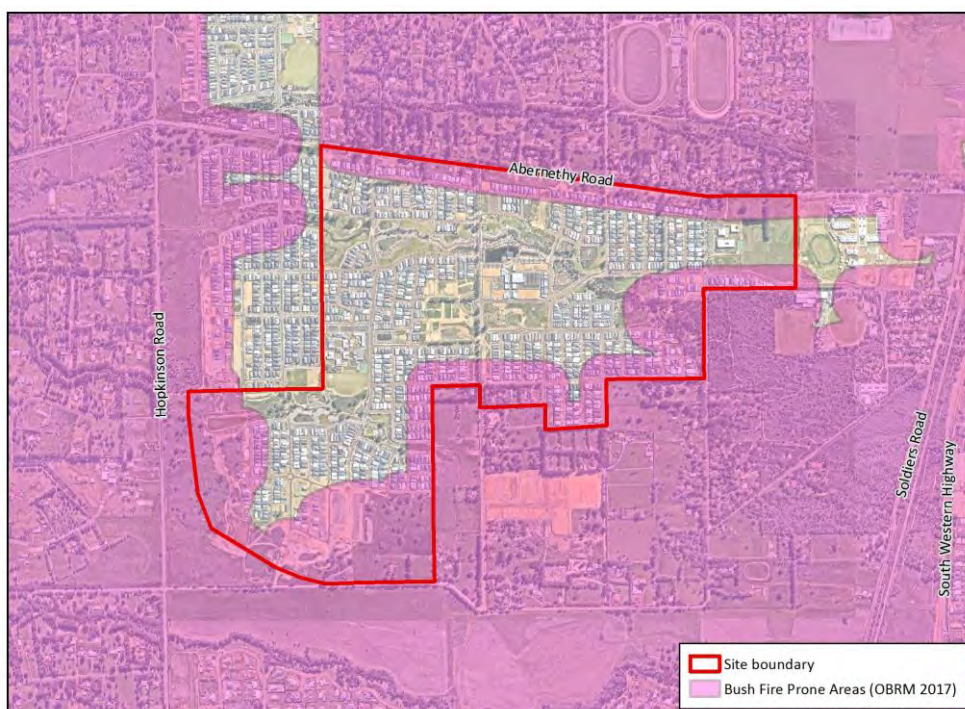 Abernethy Road
Hopkinson Road
Soldiers Road
South Western Highway
Site boundary
Bush Fire Prone Areas (OBRM 2017)